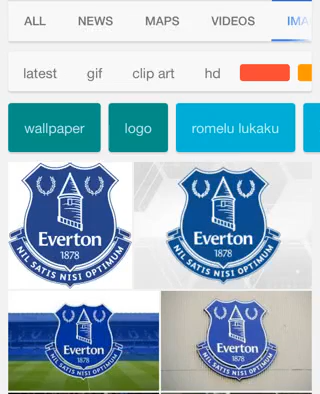 ALL NEWS MAPS VIDEOS IMA
latest gif clip art hd
wallpaper logo romelu lukaku
Everton
1878
NIL SATIS NISI OPTIMUM
Everton
1878
NIL SATIS NISI OPTIMUM
Everton
1878
NIL SATIS NISI OPTIMUM
Everton
1878
NIL SATIS NISI OPTIMUM